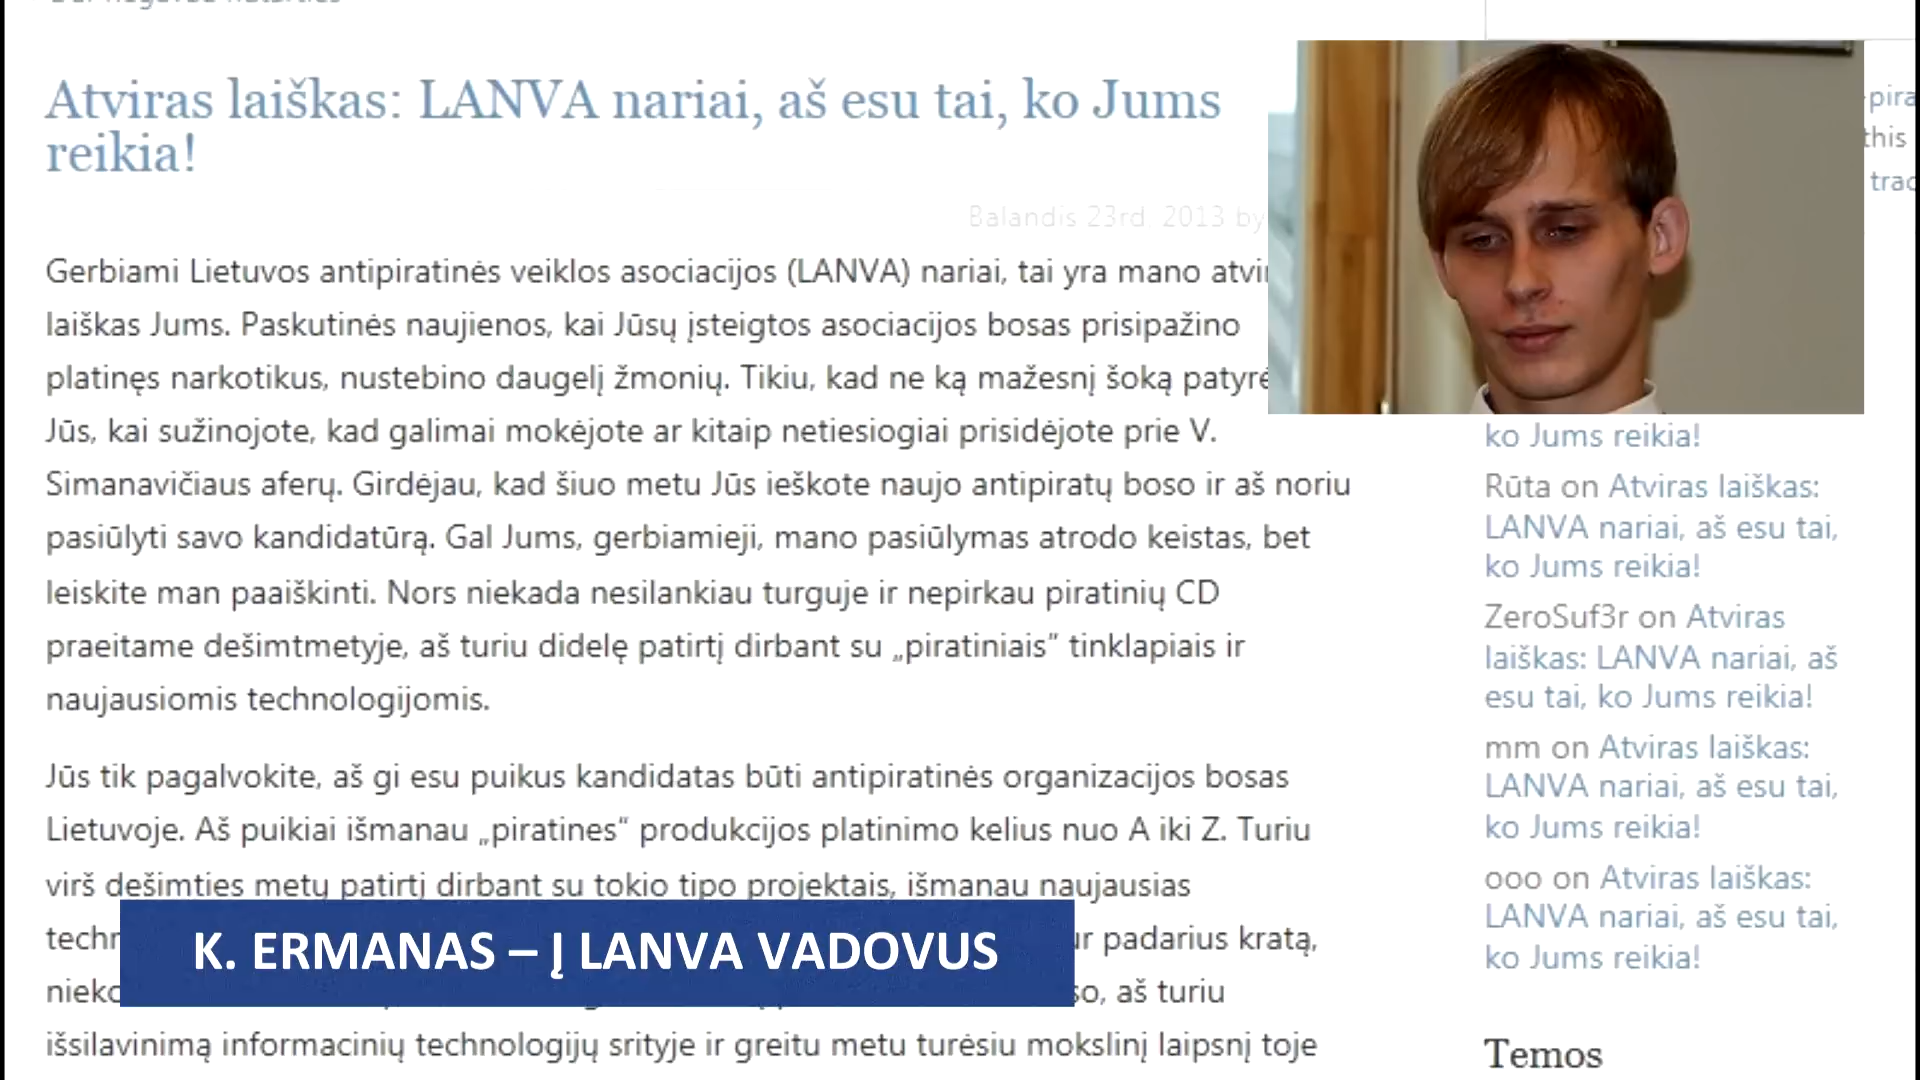 Atviras laiškas: LANVA nariai, aš esu tai, ko Jums
reikia!
Balandis 23rd, 2013 by
Gerbiami Lietuvos antipiratinės veiklos asociacijos (LANVA) nariai, tai yra mano
laiškas Jums. Paskutinės naujienos, kai Jūsų įsteigtos asociacijos bosas prisipažino
platinęs narkotikus, nustebino daugelį žmonių. Tikiu, kad ne ką mažesnį šoką
Jūs, kai sužinojote, kad galimai mokėjote ar kitaip netiesiogiai prisidėjote prie V.
Simanavičiaus aferų. Girdėjau, kad šiuo metu Jūs ieškote naujo antipiratų boso ir aš noriu
pasiūlyti savo kandidatūrą. Gal Jums, gerbiamieji, mano pasiūlymas atrodo keistas, bet
leiskite man paaiškinti. Nors niekada nesilankiau turguje ir nepirkau piratinių CD
praeitame dešimtmetyje, aš turiu didelę patirtį dirbant su „piratiniais“ tinklapiais ir
naujausiomis technologijomis.
Jūs tik pagalvokite, aš gi esu puikus kandidatas būti antipiratinės organizacijos bosas
Lietuvoje. Aš puikiai išmanau „piratines“ produkcijos platinimo kelius nuo A iki Z. Turiu
virš dešimties metų patirtį dirbant su tokio tipo projektais, išmanau naujausias
padarius kratą,
aš turiu
išsilavinimą informacinių technologijų srityje ir greitu metu turėsiu mokslinį laipsnį toje
K. ERMANAS – Į LANVA VADOVUS
this
ko Jums reikia!
Rūta on Atviras laiškas:
LANVA nariai, aš esu tai,
ko Jums reikia!
ZeroSuf3r on Atviras
laiškas: LANVA nariai, aš
esu tai, ko Jums reikia!
mm on Atviras laiškas:
LANVA nariai, aš esu tai,
ko Jums reikia!
ooo on Atviras laiškas:
LANVA nariai, aš esu tai,
ko Jums reikia!
Temos